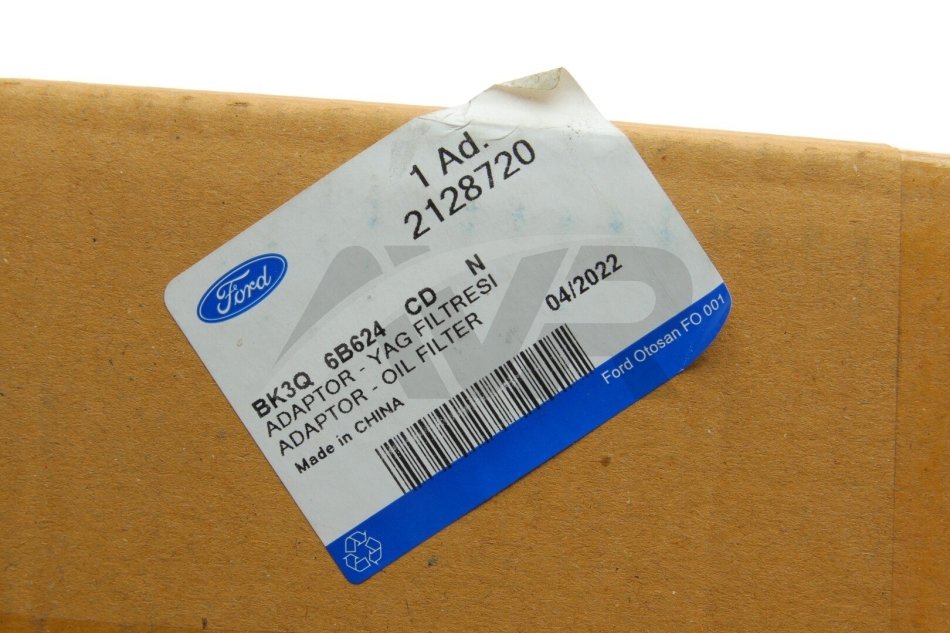 1 Ad.
2128720
Ford
BK3Q 6B624 CD N
ADAPTOR - YAG FILTRESI
ADAPTOR - OIL FILTER 04/2022
Made in CHINA
Ford Otosan FO 001
AVP